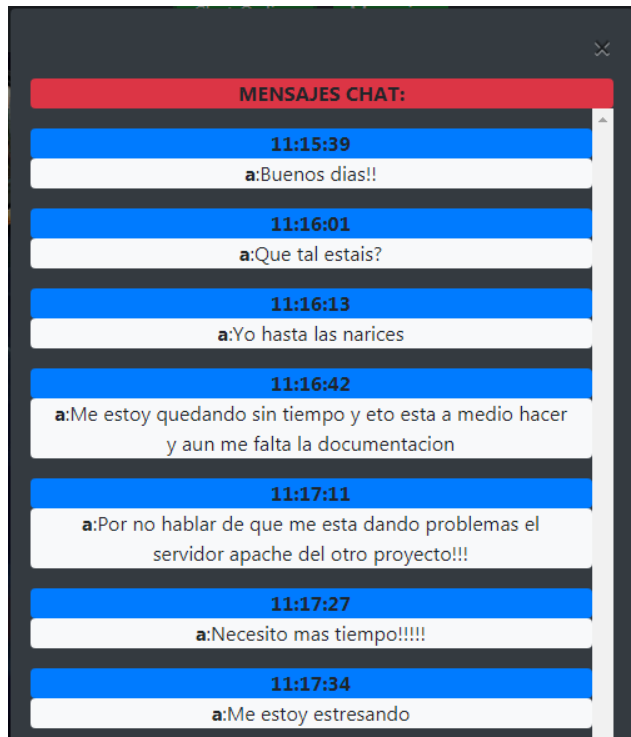 MENSAJES CHAT:
11:15:39
a:Buenos dias!!
11:16:01
a:Que tal estais?
11:16:13
a:Yo hasta las narices
11:16:42
a:Me estoy quedando sin tiempo y eto esta a medio hacer
y aun me falta la documentacion
11:17:11
a:Por no hablar de que me esta dando problemas el
servidor apache del otro proyecto!!!
11:17:27
a:Necesito mas tiempo!!!!!
11:17:34
a:Me estoy estresando